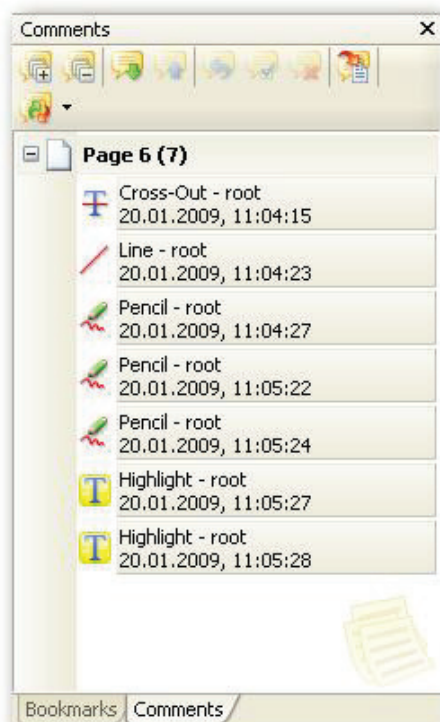 Comments
Page 6 (7)
Cross-Out - root
20.01.2009, 11:04:15
Line - root
20.01.2009, 11:04:23
Pencil - root
20.01.2009, 11:04:27
Pencil - root
20.01.2009, 11:05:22
Pencil - root
20.01.2009, 11:05:24
Highlight - root
20.01.2009, 11:05:27
Highlight - root
20.01.2009, 11:05:28
Bookmarks Comments